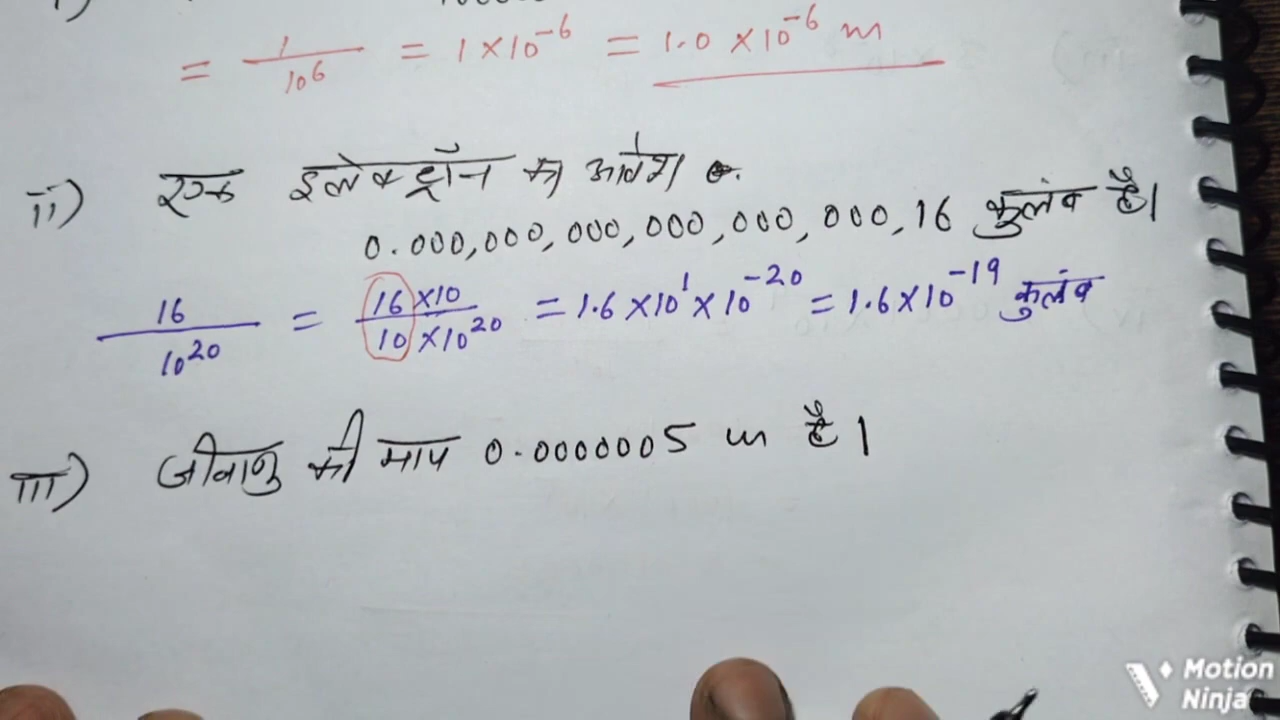 = 1/10⁶ = 1×10⁻⁶ = 1.0 ×10⁻⁶ m
ii) एक इलेक्ट्रॉन का आवेश
0.000,000,000,000,000,000,16 कुलंब है।
16/10²⁰ = 16×10/10×10²⁰ = 1.6×10¹×10⁻²⁰ = 1.6×10⁻¹⁹ कुलंब
iii) जीवाणु की माप 0.0000005 m है।
Motion
Ninja